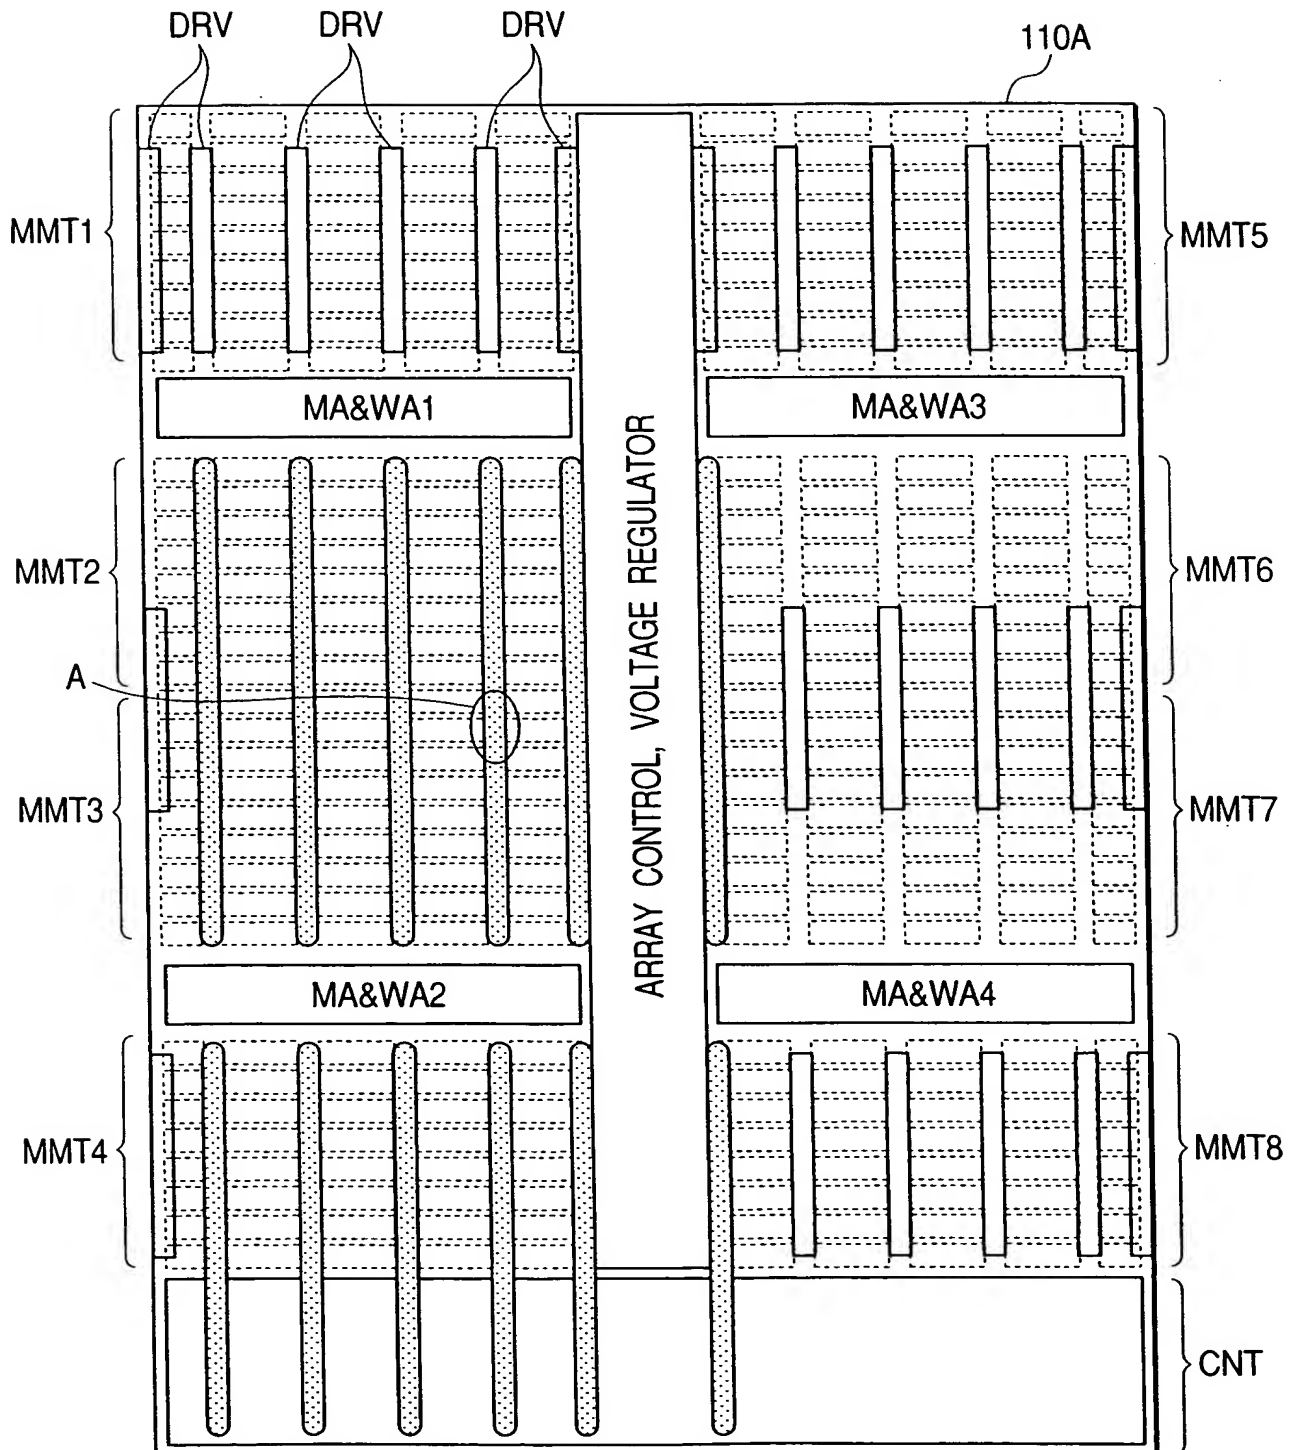 DRV
DRV
DRV
110A
MMT1
MMT5
MA&WA1
MA&WA3
ARRAY CONTROL, VOLTAGE REGULATOR
MMT2
MMT6
A
MMT3
MMT7
MA&WA2
MA&WA4
MMT4
MMT8
CNT